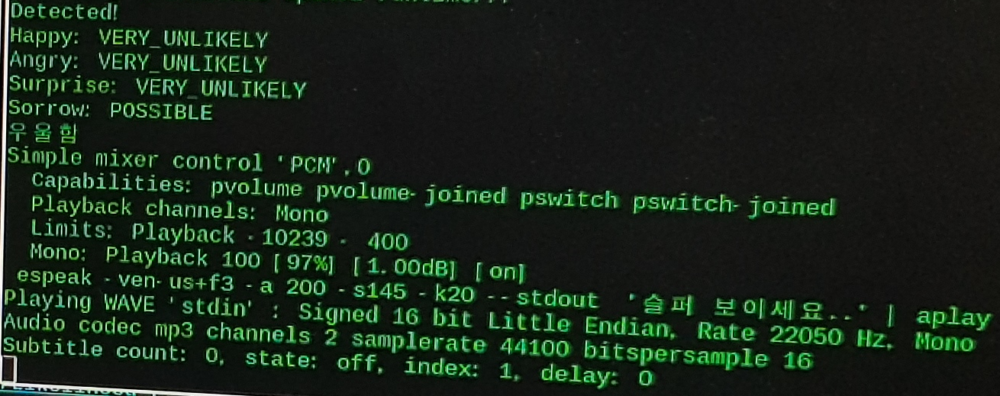 Detected!
Happy: VERY_UNLIKELY
Angry: VERY_UNLIKELY
Surprise: VERY_UNLIKELY
Sorrow: POSSIBLE
우울함
Simple mixer control 'PCM',0
Capabilities: pvolume pvolume-joined pswitch pswitch-joined
Playback channels: Mono
Limits: Playback -10239 - 400
Mono: Playback 100 [97%] [1.00dB] [on]
espeak -ven-us+f3 -a 200 -s145 -k20 --stdout '슬퍼 보이세요..' | aplay
Playing WAVE 'stdin' : Signed 16 bit Little Endian, Rate 22050 Hz, Mono
Audio codec mp3 channels 2 samplerate 44100 bitspersample 16
Subtitle count: 0, state: off, index: 1, delay: 0